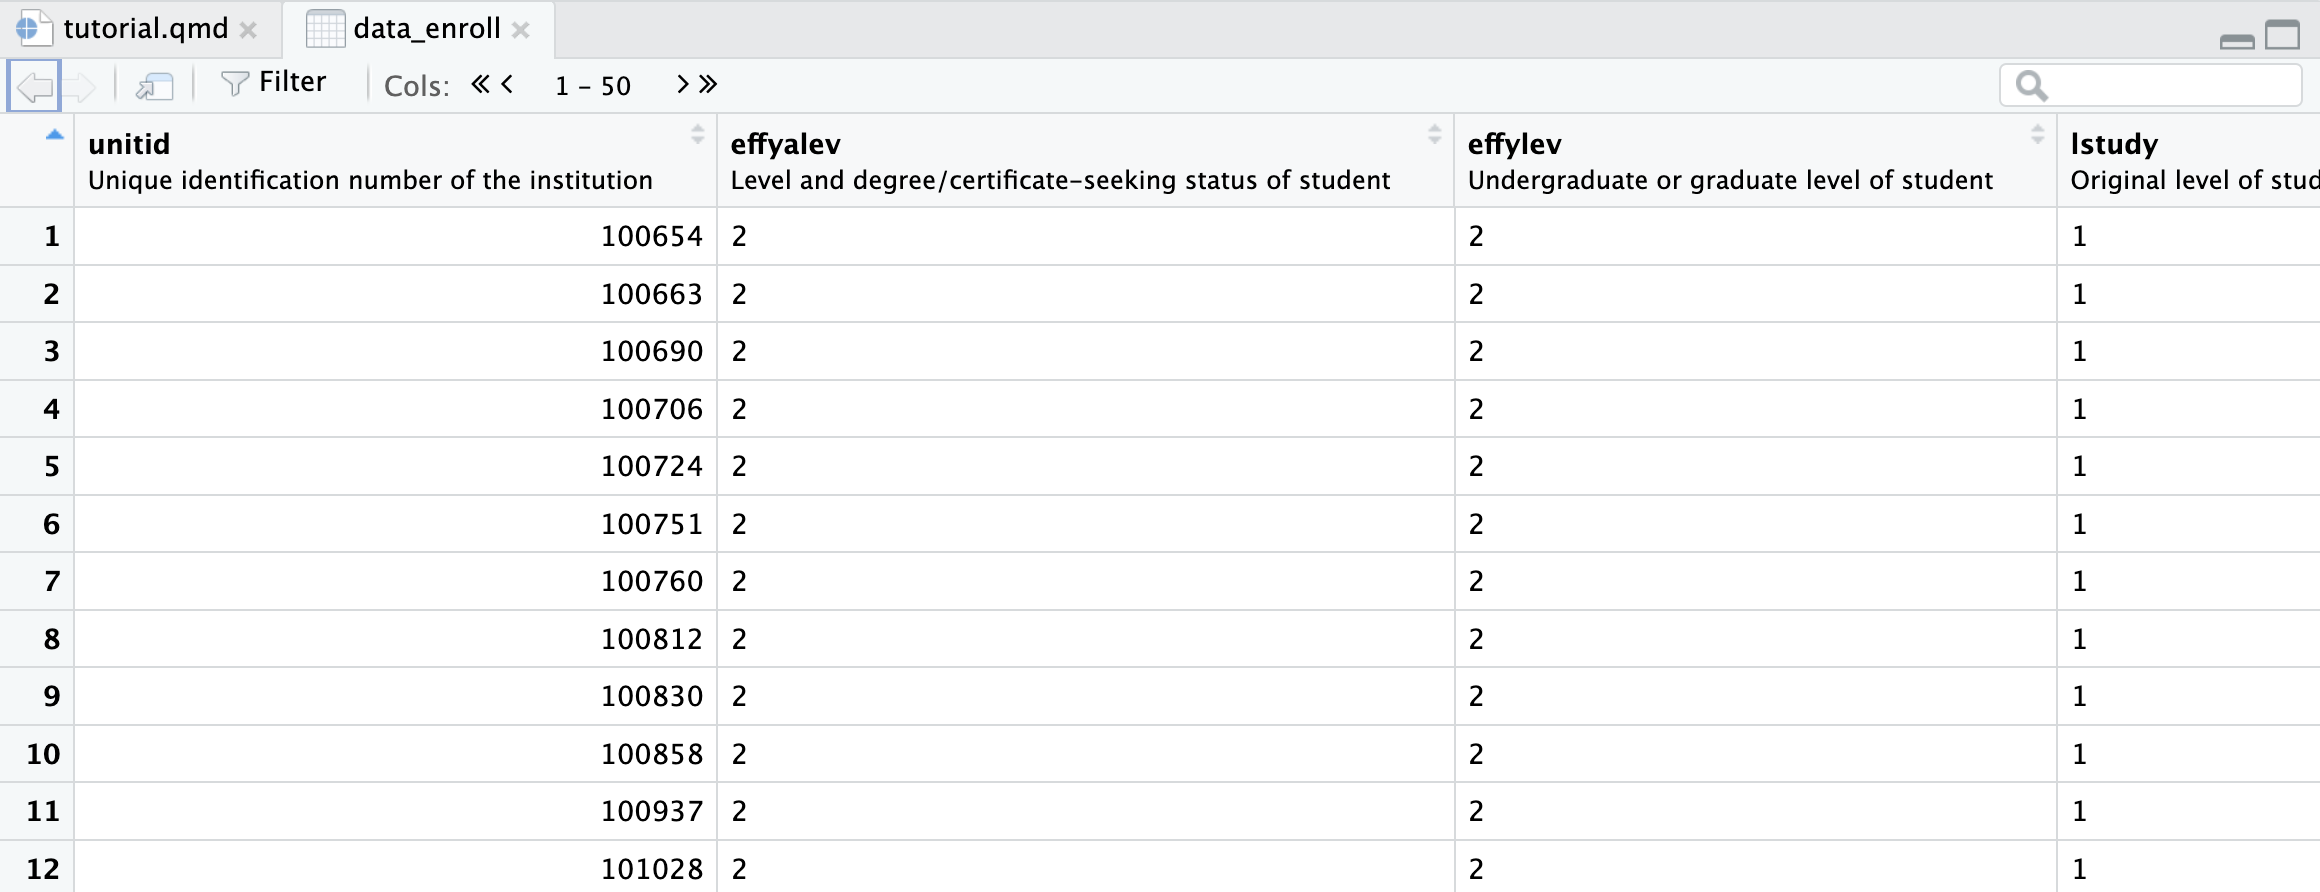 tutorial.qmd data_enroll
Filter Cols: 1 - 50
unitid effyalev effylev lstudy
Unique identification number of the institution Level and degree/certificate-seeking status of student Undergraduate or graduate level of student Original level of stud
1 100654 2 2 1
2 100663 2 2 1
3 100690 2 2 1
4 100706 2 2 1
5 100724 2 2 1
6 100751 2 2 1
7 100760 2 2 1
8 100812 2 2 1
9 100830 2 2 1
10 100858 2 2 1
11 100937 2 2 1
12 101028 2 2 1